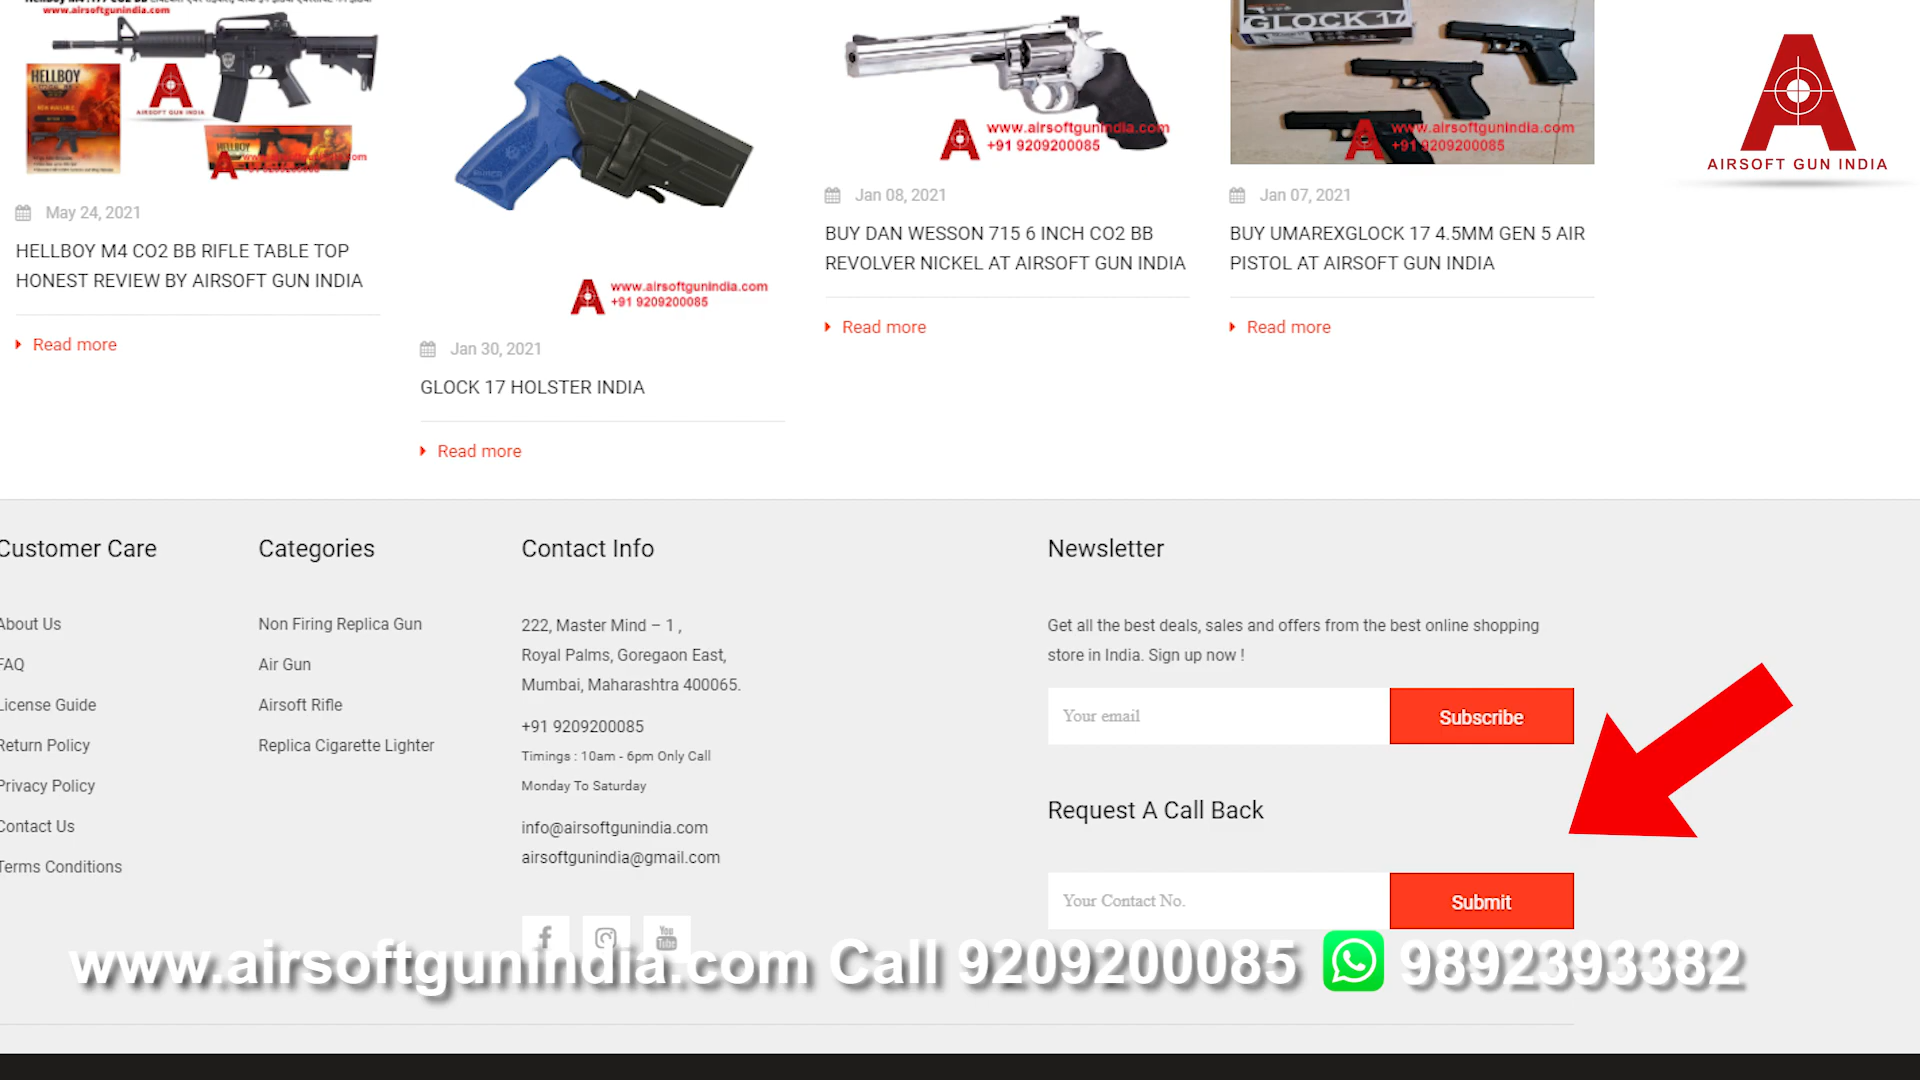 www.airsoftgunindia.com
HELLBOY
AIRSOFT GUN INDIA
HELLBOY
www.airsoftgunindia.com
May 24, 2021
HELLBOY M4 CO2 BB RIFLE TABLE TOP
HONEST REVIEW BY AIRSOFT GUN INDIA
Read more
www.airsoftgunindia.com
+91 9209200085
Jan 30, 2021
GLOCK 17 HOLSTER INDIA
Read more
www.airsoftgunindia.com
+91 9209200085
Jan 08, 2021
BUY DAN WESSON 715 6 INCH CO2 BB
REVOLVER NICKEL AT AIRSOFT GUN INDIA
Read more
GLOCK 17
www.airsoftgunindia.com
+91 9209200085
Jan 07, 2021
BUY UMAREXGLOCK 17 4.5MM GEN 5 AIR
PISTOL AT AIRSOFT GUN INDIA
Read more
AIRSOFT GUN INDIA
Customer Care
About Us
FAQ
License Guide
Return Policy
Privacy Policy
Contact Us
Terms Conditions
Categories
Non Firing Replica Gun
Air Gun
Airsoft Rifle
Replica Cigarette Lighter
Contact Info
222, Master Mind – 1 ,
Royal Palms, Goregaon East,
Mumbai, Maharashtra 400065.
+91 9209200085
Timings : 10am - 6pm Only Call
Monday To Saturday
info@airsoftgunindia.com
airsoftgunindia@gmail.com
You
Newsletter
Get all the best deals, sales and offers from the best online shopping
store in India. Sign up now !
Your email
Subscribe
Request A Call Back
Your Contact No.
Submit
www.airsoftgunindia.com Call 9209200085 9892393382